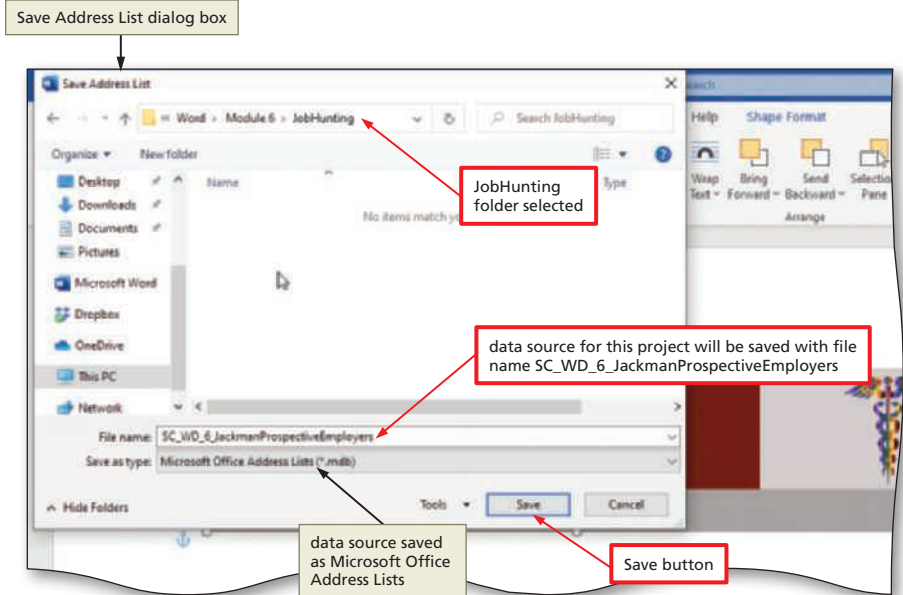 Save Address List dialog box
Save Address List
Word › Module 6 › JobHunting
Search JobHunting
Organize
New folder
Desktop
Downloads
Documents
Pictures
Microsoft Word
Dropbox
OneDrive
This PC
Network
Name
Type
No items match yo
JobHunting
folder selected
data source for this project will be saved with file
name SC_WD_6_JackmanProspectiveEmployers
File name: SC_WD_6_JackmanProspectiveEmployers
Save as type: Microsoft Office Address Lists (*.mdb)
Hide Folders
Tools
Save
Cancel
data source saved
as Microsoft Office
Address Lists
Save button
earch
Help
Shape Format
Wrap
Text
Bring
Forward
Send
Backward
Selection
Pane
Arrange